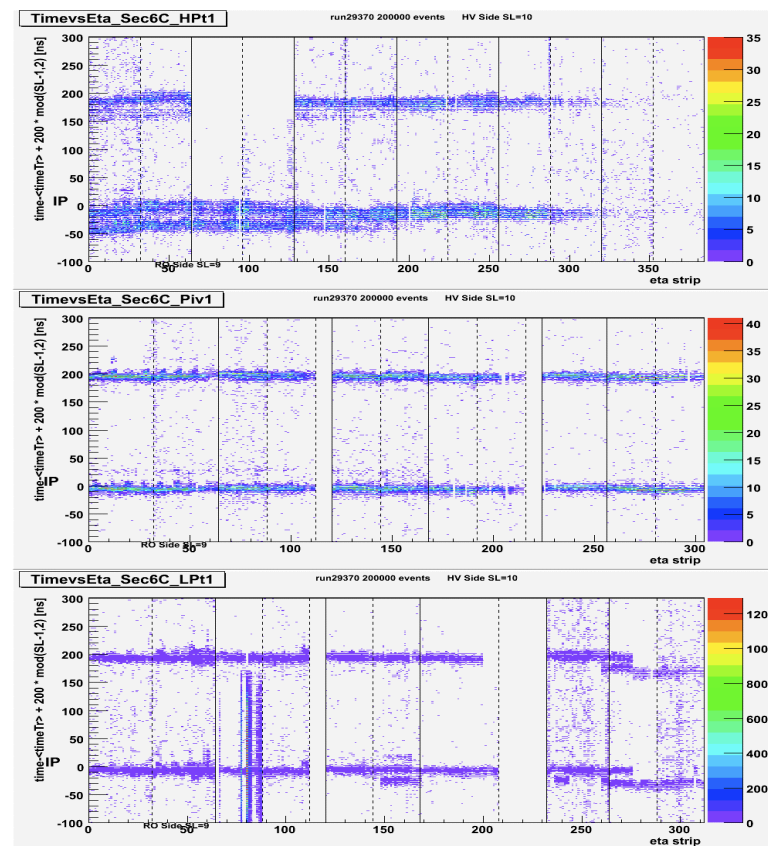 TimevsEta_Sec6C_HPt1 run29370 200000 events HV Side SL=10
time-<timeTr> + 200 * mod(SL-1,2) [ns]
300
250
200
150
100
50
IP 0
-50
-100
0 50 100 150 200 250 300 350
RO Side SL=9
eta strip
35
30
25
20
15
10
5
0
TimevsEta_Sec6C_Piv1 run29370 200000 events HV Side SL=10
time-<timeTr> + 200 * mod(SL-1,2) [ns]
300
250
200
150
100
50
IP 0
-50
-100
0 50 100 150 200 250 300
RO Side SL=9
eta strip
40
35
30
25
20
15
10
5
0
TimevsEta_Sec6C_LPt1 run29370 200000 events HV Side SL=10
time-<timeTr> + 200 * mod(SL-1,2) [ns]
300
250
200
150
100
50
IP 0
-50
-100
0 50 100 150 200 250 300
RO Side SL=9
eta strip
120
100
800
600
400
200
0